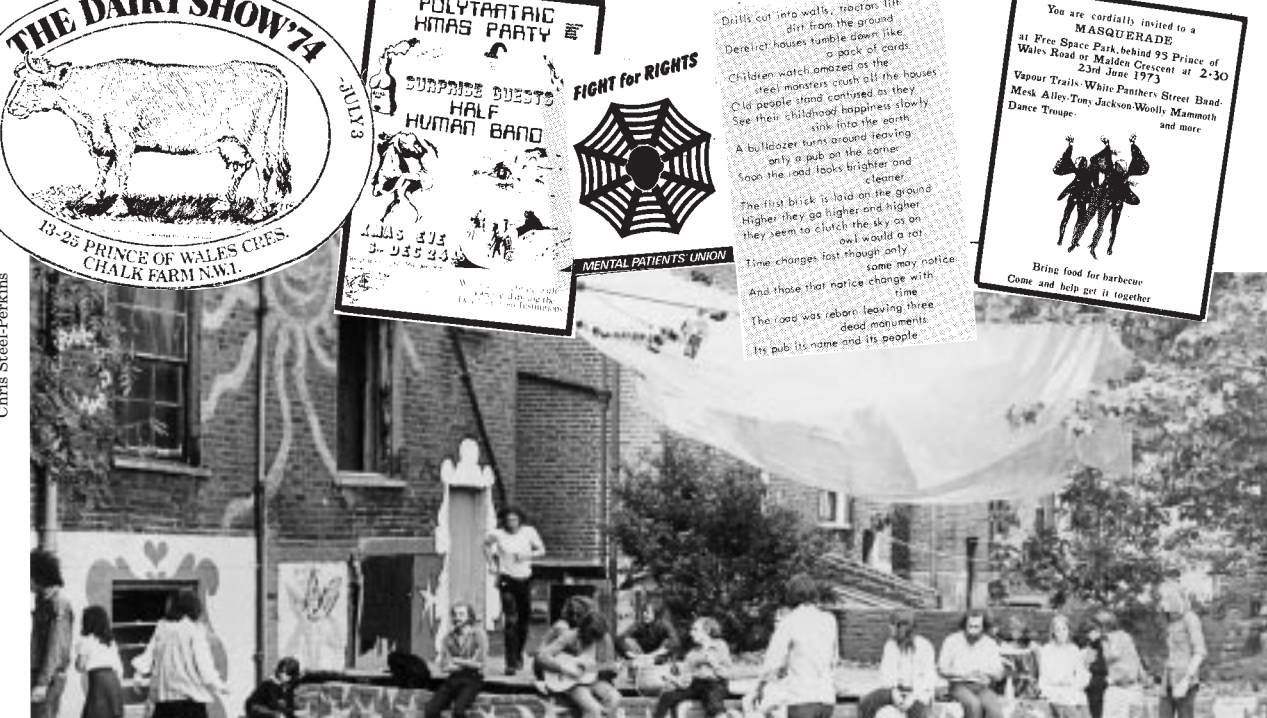 THE DAIRY SHOW '74
JULY 3
13-25 PRINCE OF WALES CRES.
CHALK FARM N.W.1.
POLYTANTRIC
XMAS PARTY
SURPRISE GUESTS
HALF
HUMAN BAND
XMAS EVE
DEC 24
FIGHT for RIGHTS
MENTAL PATIENTS' UNION
Drills cut into walls, tractors lift
dirt from the ground
Derelict houses tumble down like
a pack of cards
Children watch amazed as the
steel monsters crush all the houses
Old people stand confused as they
See their childhood happiness slowly
sink into the earth
A bulldozer turns around leaving
only a pub on the corner
Soon the road looks brighter and
cleaner
The first brick is laid on the ground
Higher they go higher and higher
they seem to clutch the sky as an
owl would a rat
Time changes fast though only
some may notice
And those that notice change with
time
The road was reborn leaving three
dead monuments
Its pub its name and its people
You are cordially invited to a
MASQUERADE
at Free Space Park, behind 95 Prince of
Wales Road or Malden Crescent at 2·30
23rd June 1973
Vapour Trails·White Panthers Street Band·
Mesk Alley·Tony Jackson·Woolly Mammoth
Dance Troupe·
and more
Bring food for barbecue
Come and help get it together
Chris Steel-Perkins